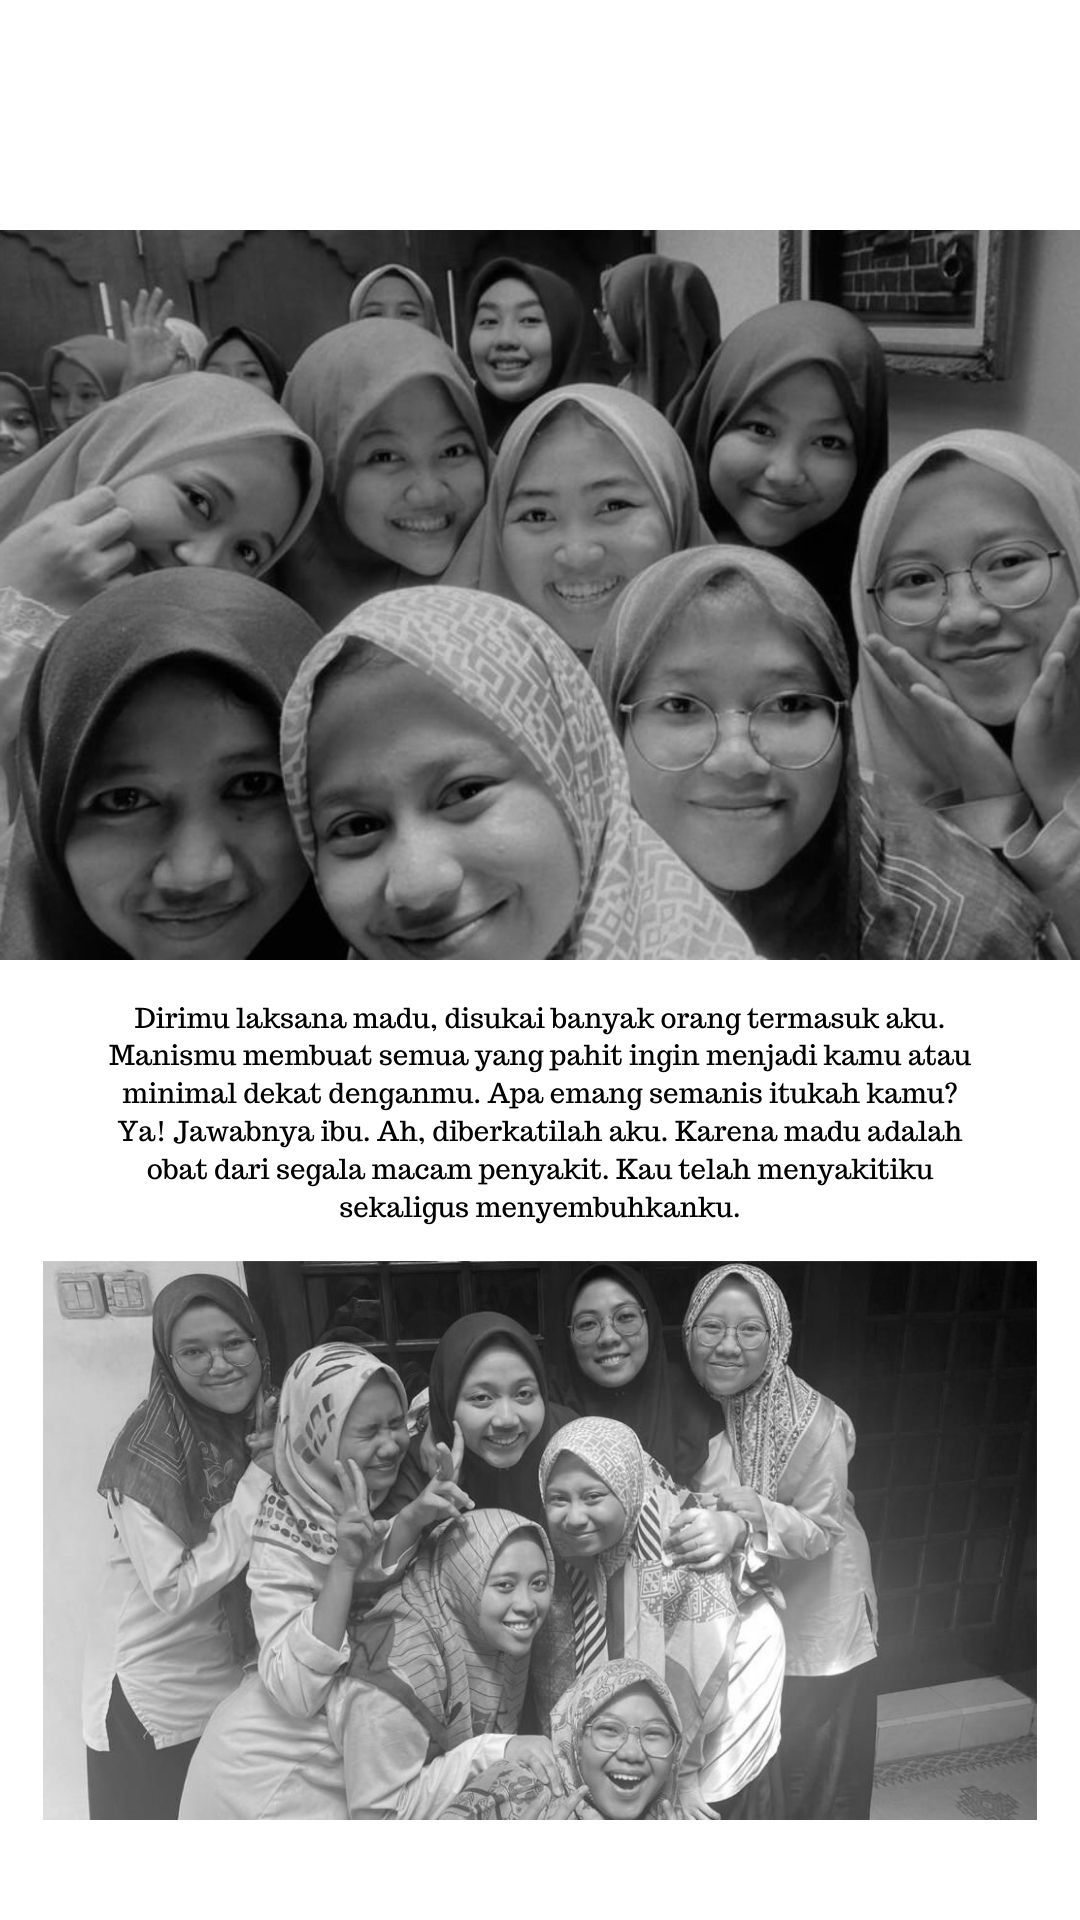 Dirimu laksana madu, disukai banyak orang termasuk aku.
Manismu membuat semua yang pahit ingin menjadi kamu atau
minimal dekat denganmu. Apa emang semanis itukah kamu?
Ya! Jawabnya ibu. Ah, diberkatilah aku. Karena madu adalah
obat dari segala macam penyakit. Kau telah menyakitiku
sekaligus menyembuhkanku.